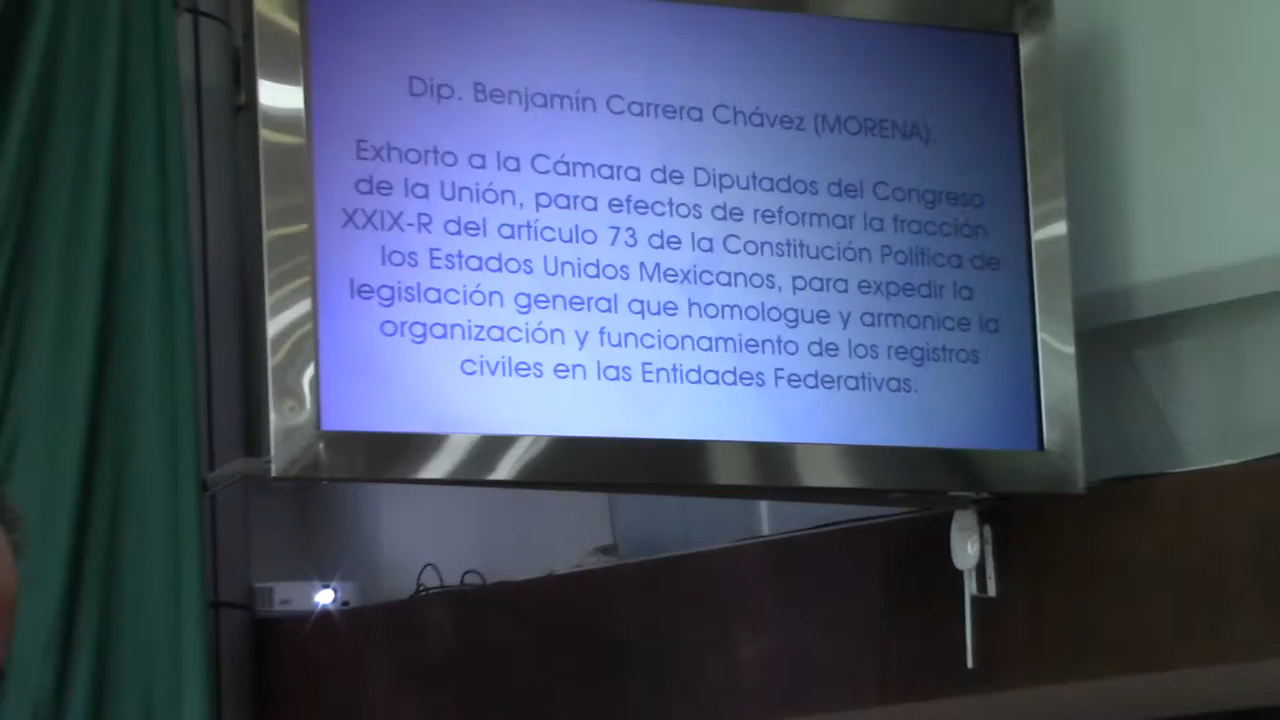 Dip. Benjamín Carrera Chávez (MORENA).
Exhorto a la Cámara de Diputados del Congreso
de la Unión, para efectos de reformar la fracción
XXIX-R del artículo 73 de la Constitución Política de
los Estados Unidos Mexicanos, para expedir la
legislación general que homologue y armonice la
organización y funcionamiento de los registros
civiles en las Entidades Federativas.